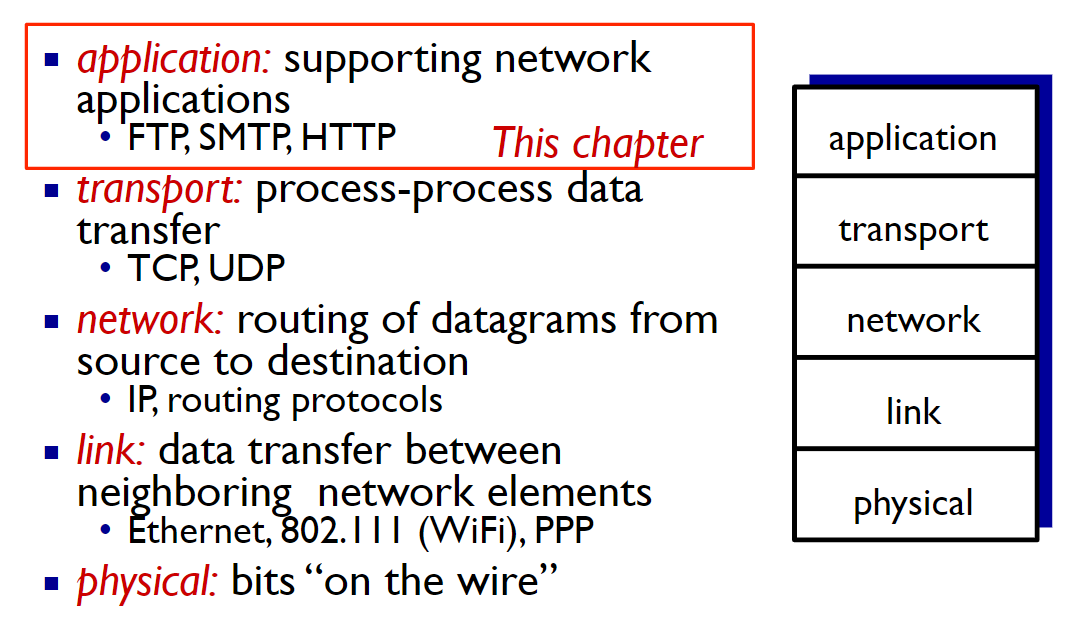 ▪ application: supporting network
applications
• FTP, SMTP, HTTP
This chapter
▪ transport: process-process data
transfer
• TCP, UDP
▪ network: routing of datagrams from
source to destination
• IP, routing protocols
▪ link: data transfer between
neighboring network elements
• Ethernet, 802.111 (WiFi), PPP
▪ physical: bits “on the wire”
application
transport
network
link
physical